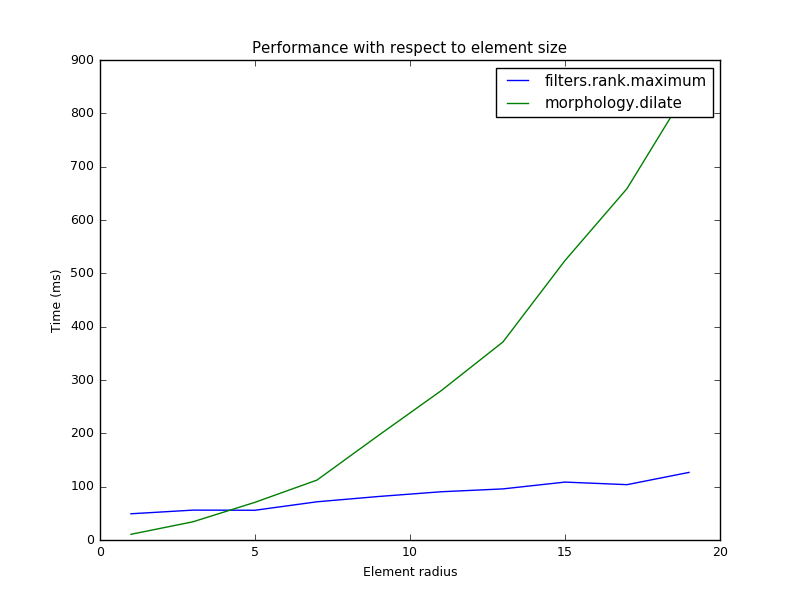 Performance with respect to element size
filters.rank.maximum
morphology.dilate
900
800
700
600
500
400
300
200
100
0
Time (ms)
0 5 10 15 20
Element radius